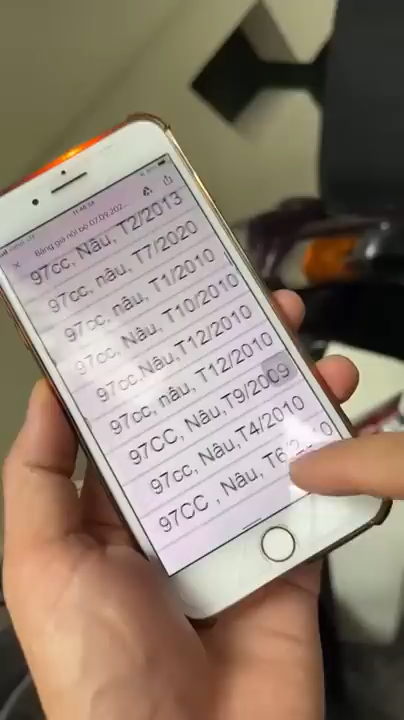 Bảng giá nội bộ 07.09.202...
97cc, Nâu, T2/2013
97cc, nâu, T7/2020
97cc, nâu, T1/2010
97cc, Nâu, T10/2010
97cc,Nâu,T12/2010
97cc, nâu, T12/2010
97CC, Nâu,T9/2009
97cc, Nâu,T4/2010
97CC , Nâu,